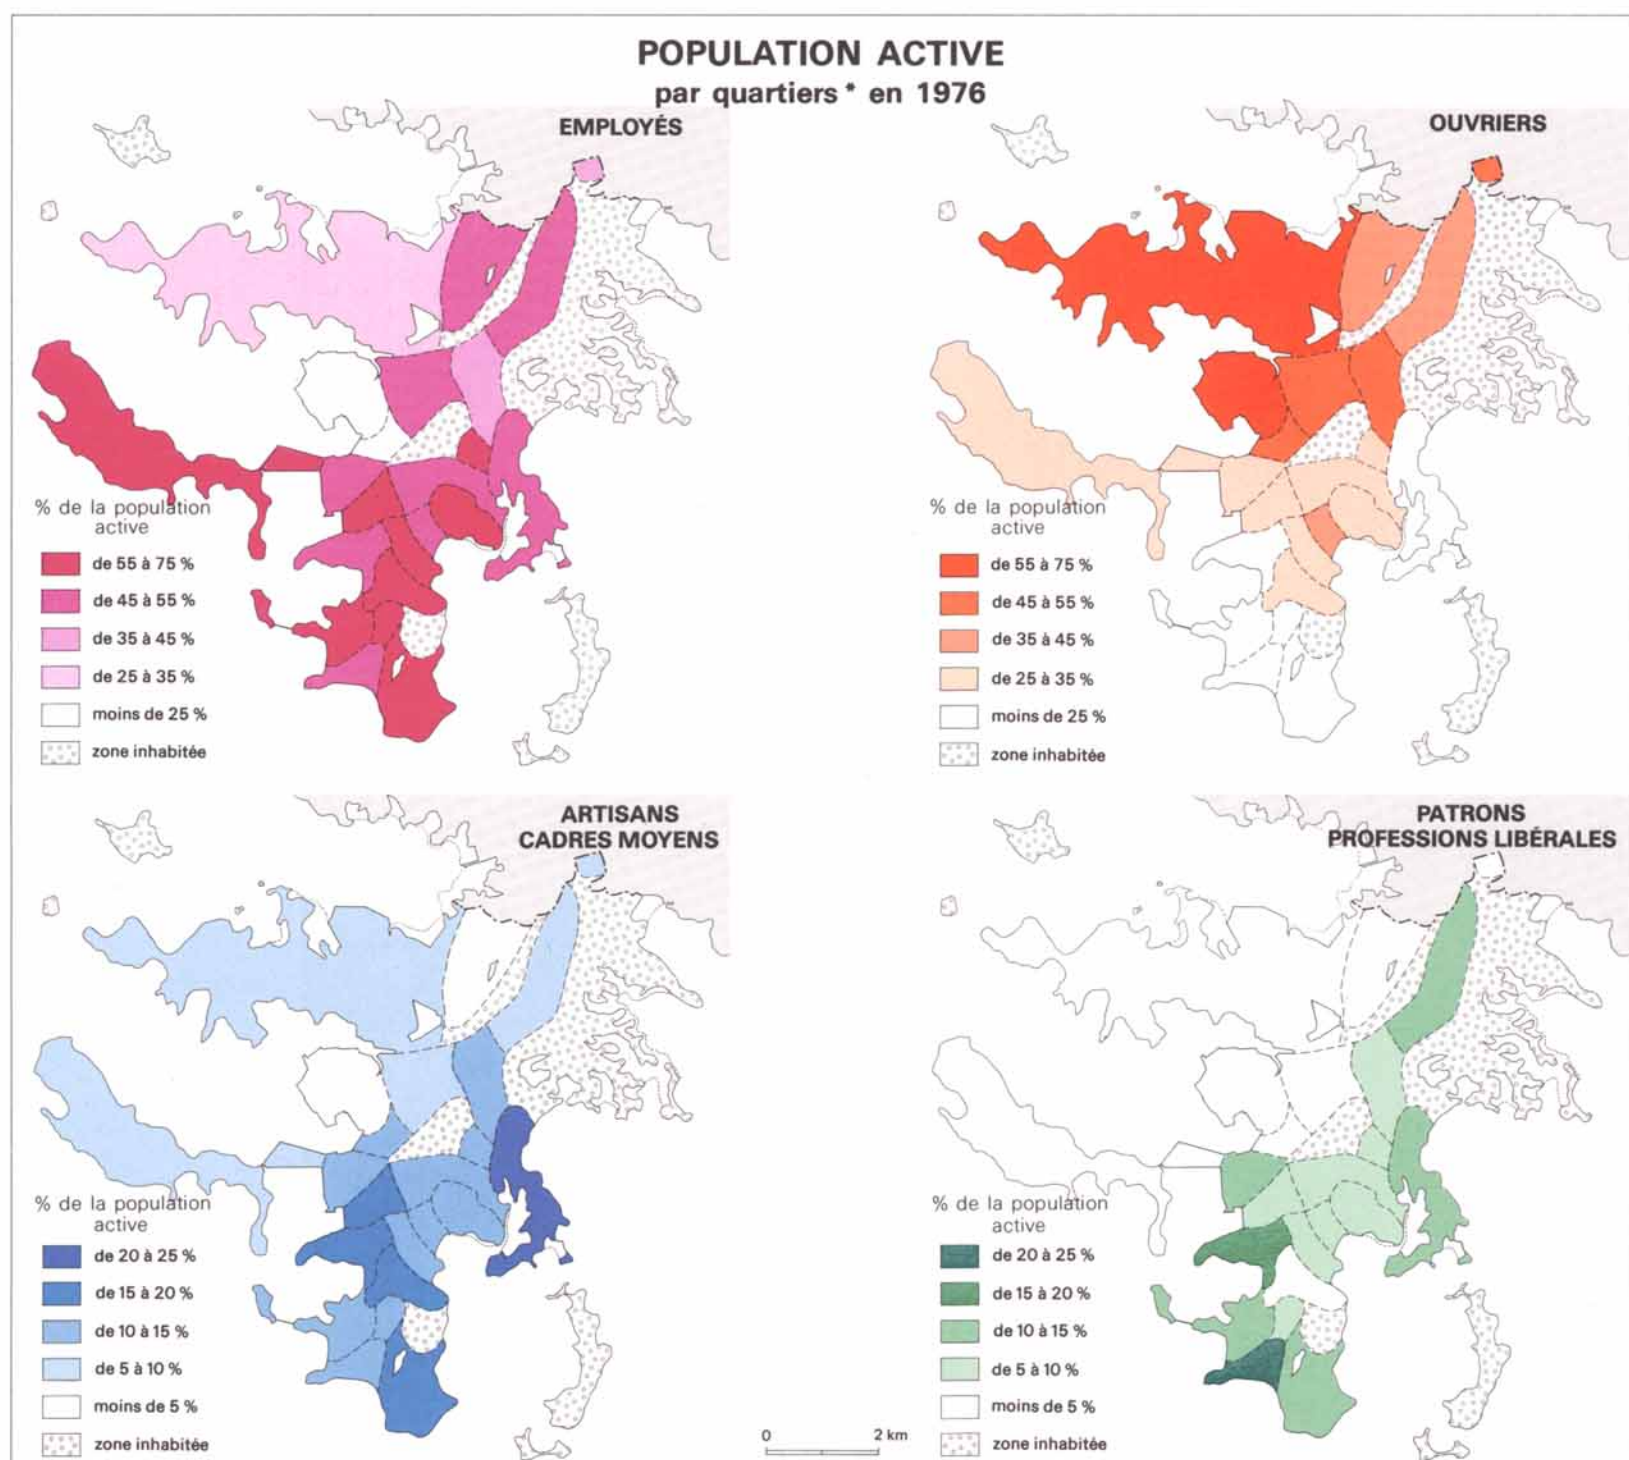 POPULATION ACTIVE
par quartiers * en 1976
EMPLOYÉS
% de la population
active
de 55 à 75 %
de 45 à 55 %
de 35 à 45 %
de 25 à 35 %
moins de 25 %
zone inhabitée
OUVRIERS
% de la population
active
de 55 à 75 %
de 45 à 55 %
de 35 à 45 %
de 25 à 35 %
moins de 25 %
zone inhabitée
ARTISANS
CADRES MOYENS
% de la population
active
de 20 à 25 %
de 15 à 20 %
de 10 à 15 %
de 5 à 10 %
moins de 5 %
zone inhabitée
PATRONS
PROFESSIONS LIBÉRALES
% de la population
active
de 20 à 25 %
de 15 à 20 %
de 10 à 15 %
de 5 à 10 %
moins de 5 %
zone inhabitée
0 2 km